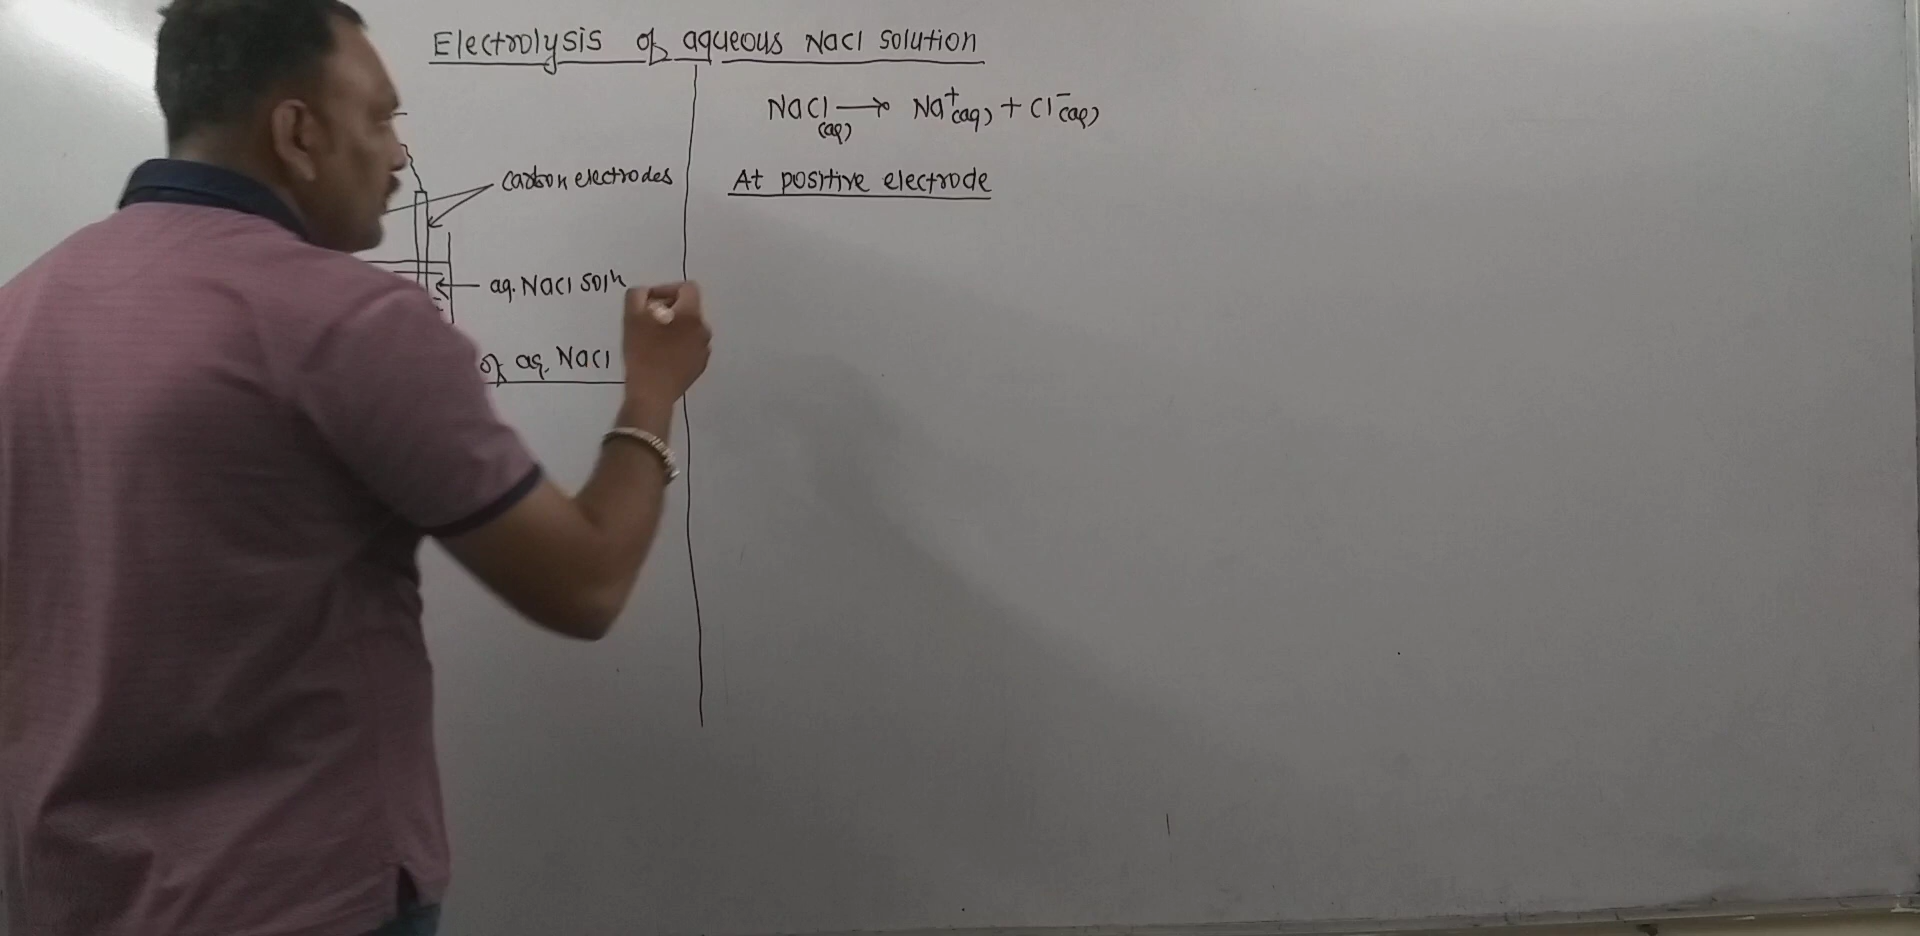 Electrolysis of aqueous NaCl solution
NaCl(aq) → Na⁺(aq) + Cl⁻(aq)
carbon electrodes
At positive electrode
aq. NaCl soln
of aq. NaCl